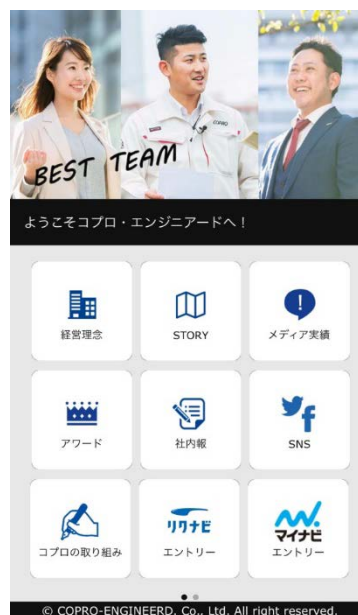 COPRO
BEST TEAM
ようこそコプロ・エンジニアードへ！
経営理念
STORY
メディア実績
アワード
社内報
SNS
コプロの取り組み
リクナビ
エントリー
マイナビ
エントリー
© COPRO-ENGINEERD. Co., Ltd. All right reserved.